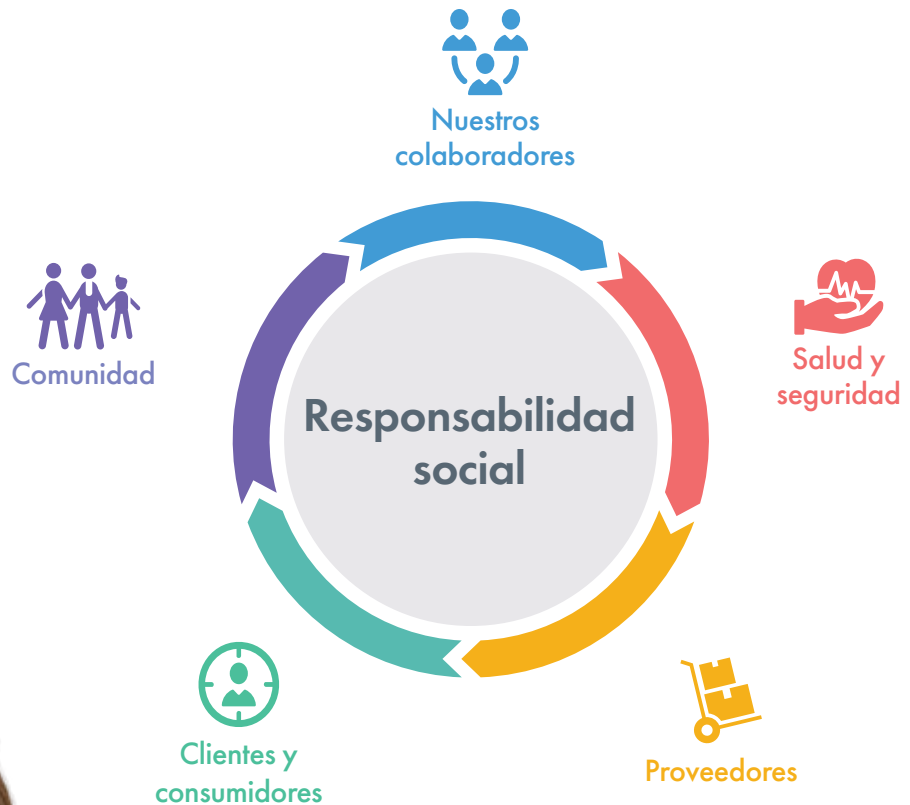 Nuestros
colaboradores
Comunidad
Salud y
seguridad
Responsabilidad
social
Clientes y
consumidores
Proveedores